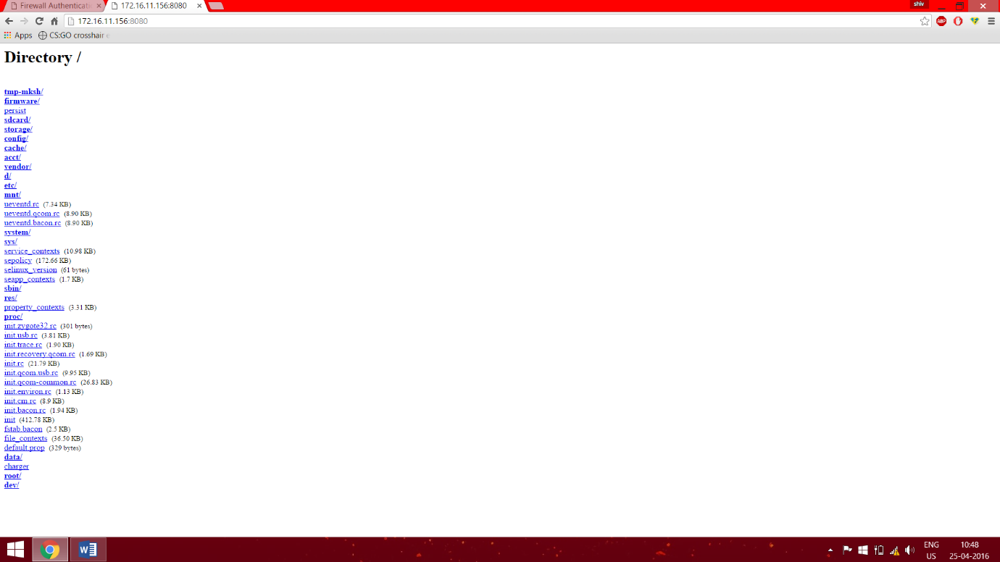 Firewall Authenticati
172.16.11.156:8080
shiv
172.16.11.156:8080
ABP
Apps CS:GO crosshair
Directory /
tmp-mksh/
firmware/
persist
sdcard/
storage/
config/
cache/
acct/
vendor/
d/
etc/
mnt/
ueventd.rc (7.34 KB)
ueventd.qcom.rc (8.90 KB)
ueventd.bacon.rc (8.90 KB)
system/
sys/
service_contexts (10.98 KB)
sepolicy (172.66 KB)
selinux_version (61 bytes)
seapp_contexts (1.7 KB)
sbin/
res/
property_contexts (3.31 KB)
proc/
init.zygote32.rc (301 bytes)
init.usb.rc (3.81 KB)
init.trace.rc (1.90 KB)
init.recovery.qcom.rc (1.69 KB)
init.rc (21.79 KB)
init.qcom.usb.rc (9.95 KB)
init.qcom-common.rc (26.83 KB)
init.environ.rc (1.13 KB)
init.cm.rc (8.9 KB)
init.bacon.rc (1.94 KB)
init (412.78 KB)
fstab.bacon (2.5 KB)
file_contexts (36.50 KB)
default.prop (329 bytes)
data/
charger
root/
dev/
ENG 10:48
US 25-04-2016